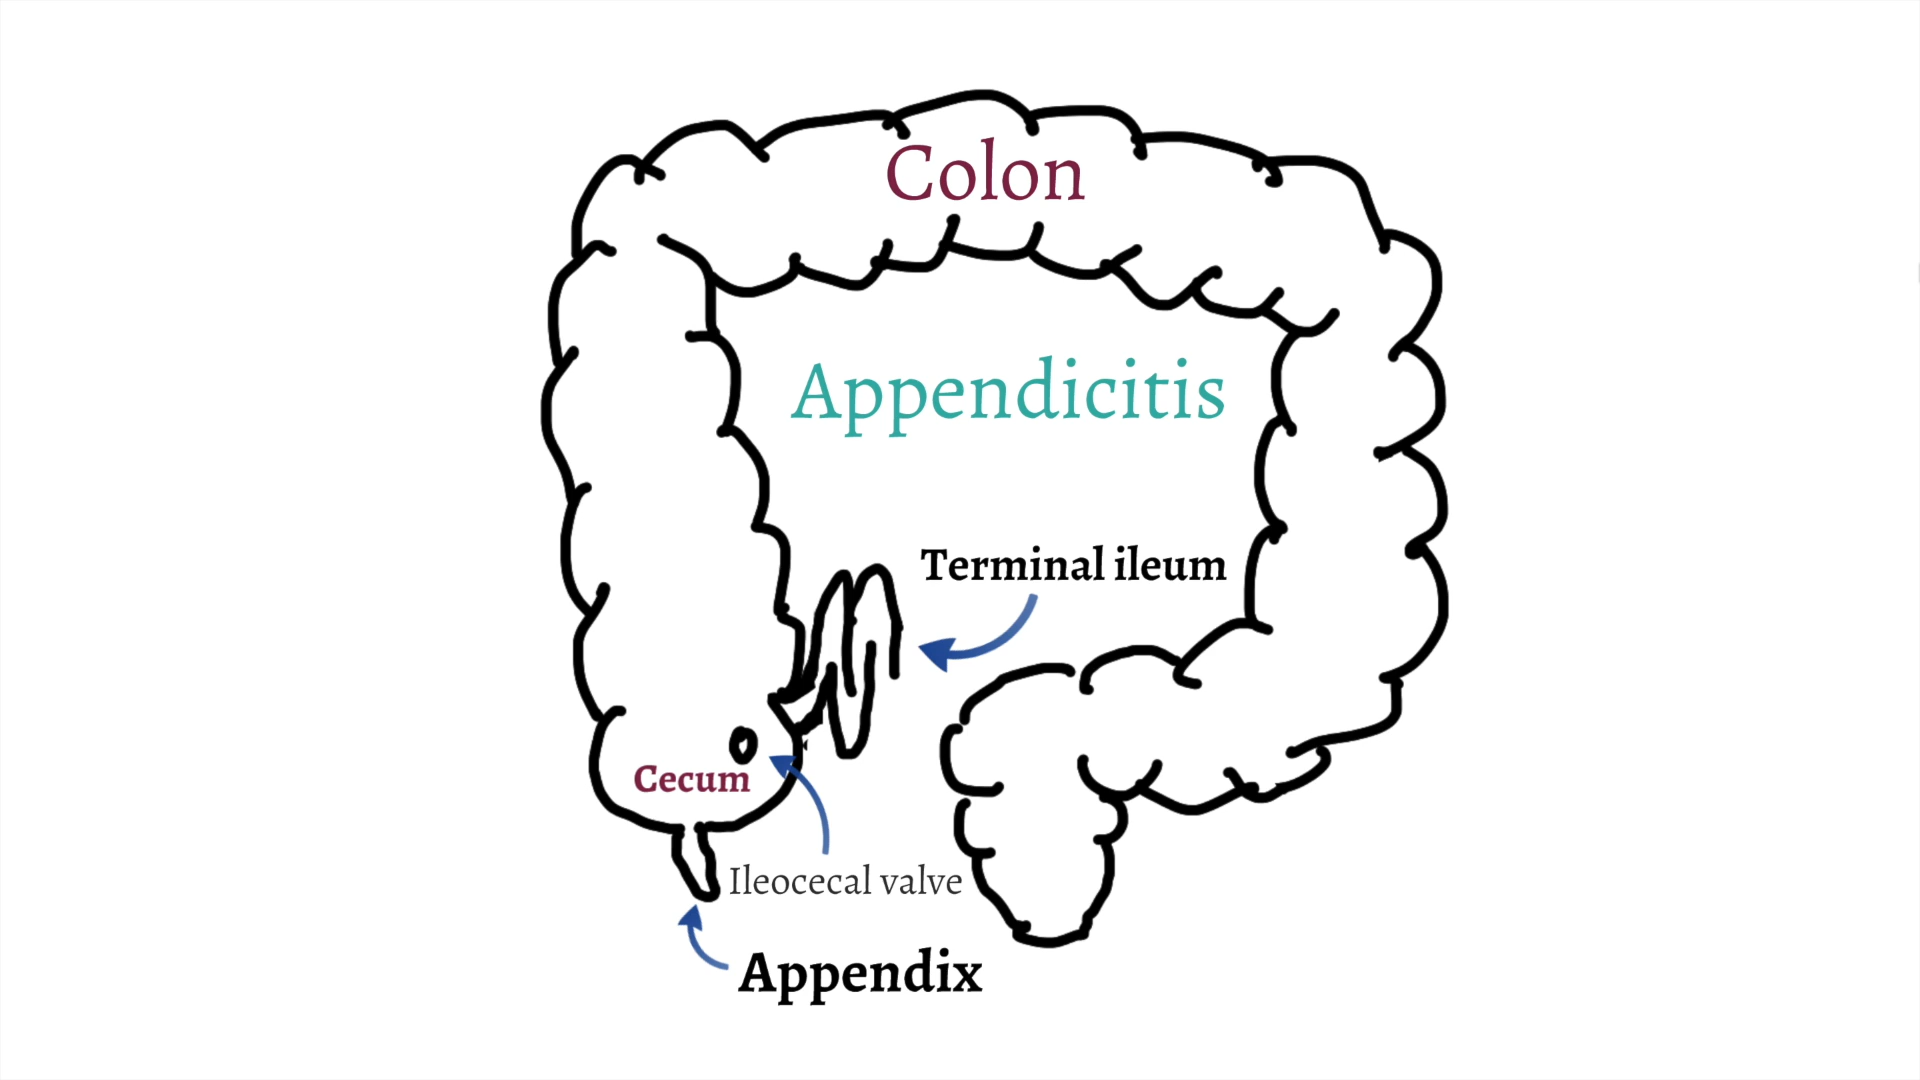 Colon
Appendicitis
Terminal ileum
Cecum
Ileocecal valve
Appendix